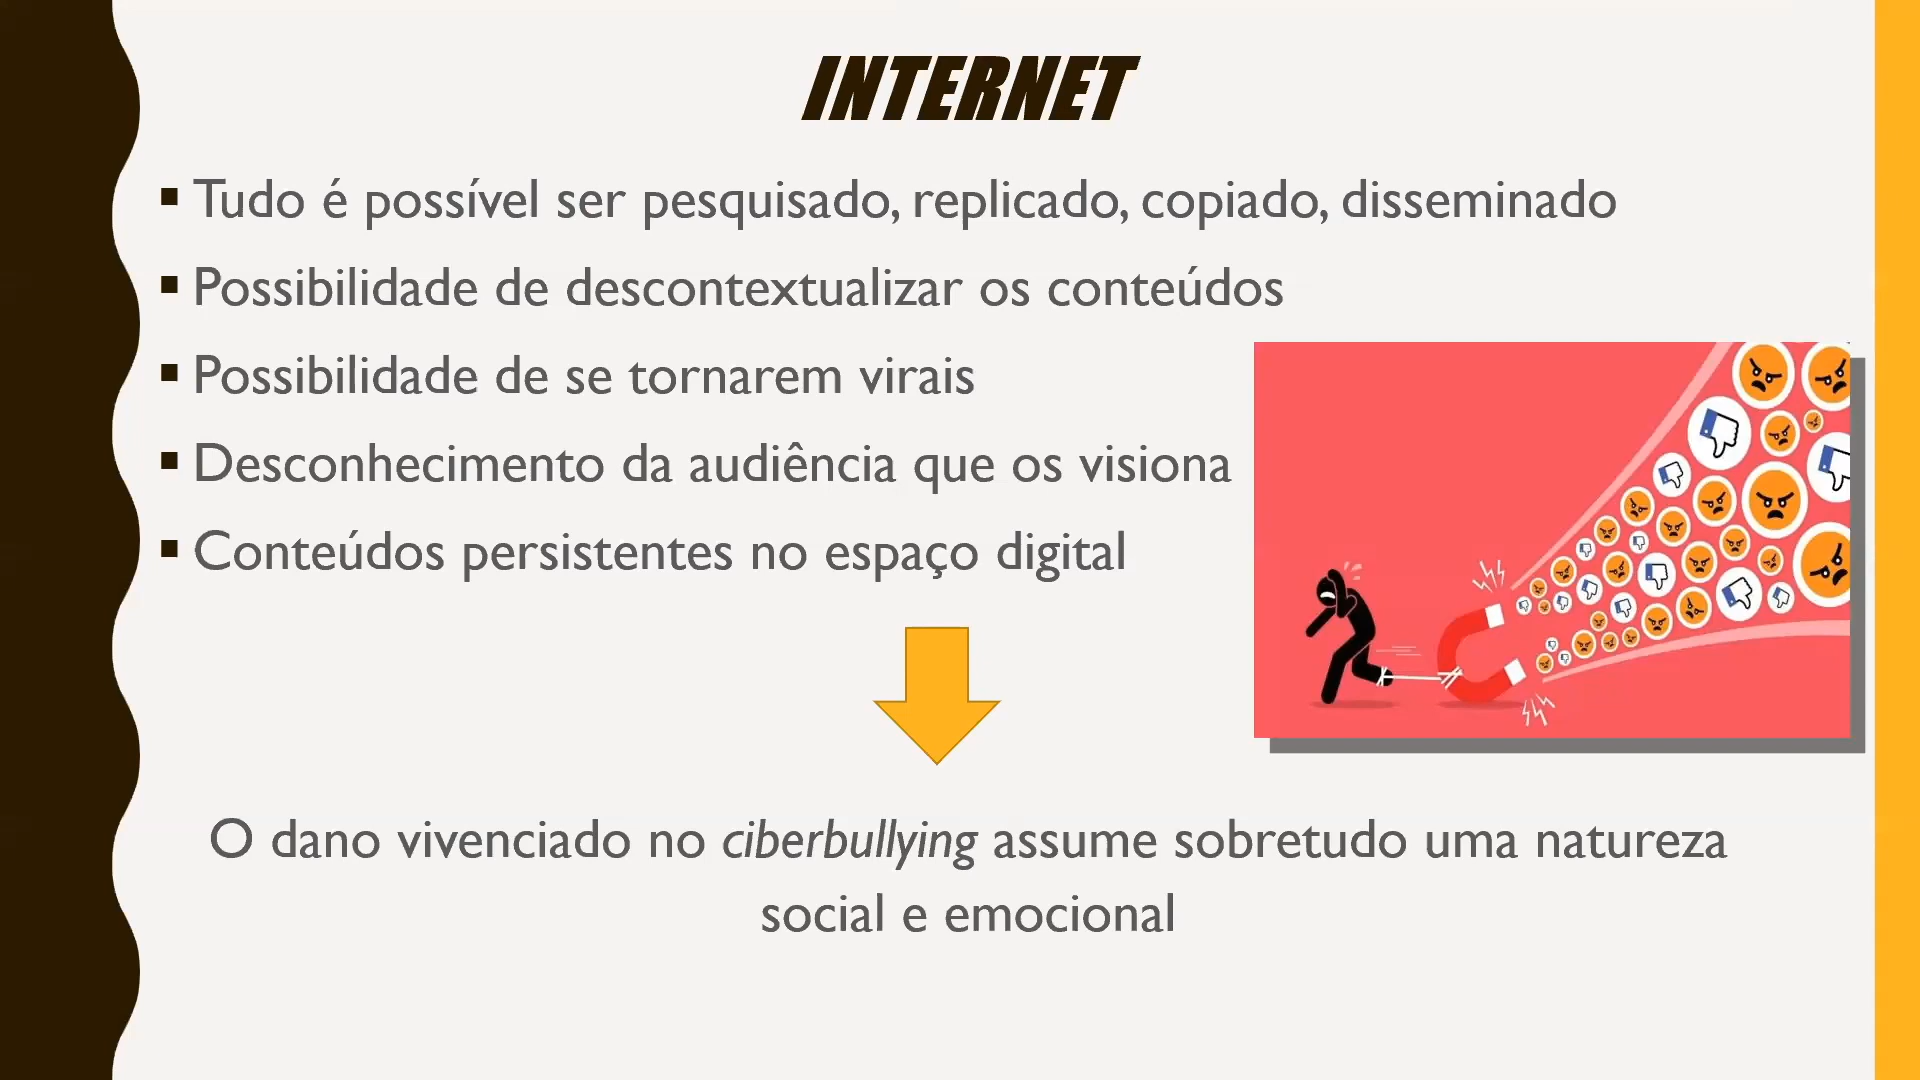 INTERNET
▪ Tudo é possível ser pesquisado, replicado, copiado, disseminado
▪ Possibilidade de descontextualizar os conteúdos
▪ Possibilidade de se tornarem virais
▪ Desconhecimento da audiência que os visiona
▪ Conteúdos persistentes no espaço digital
O dano vivenciado no ciberbullying assume sobretudo uma natureza
social e emocional